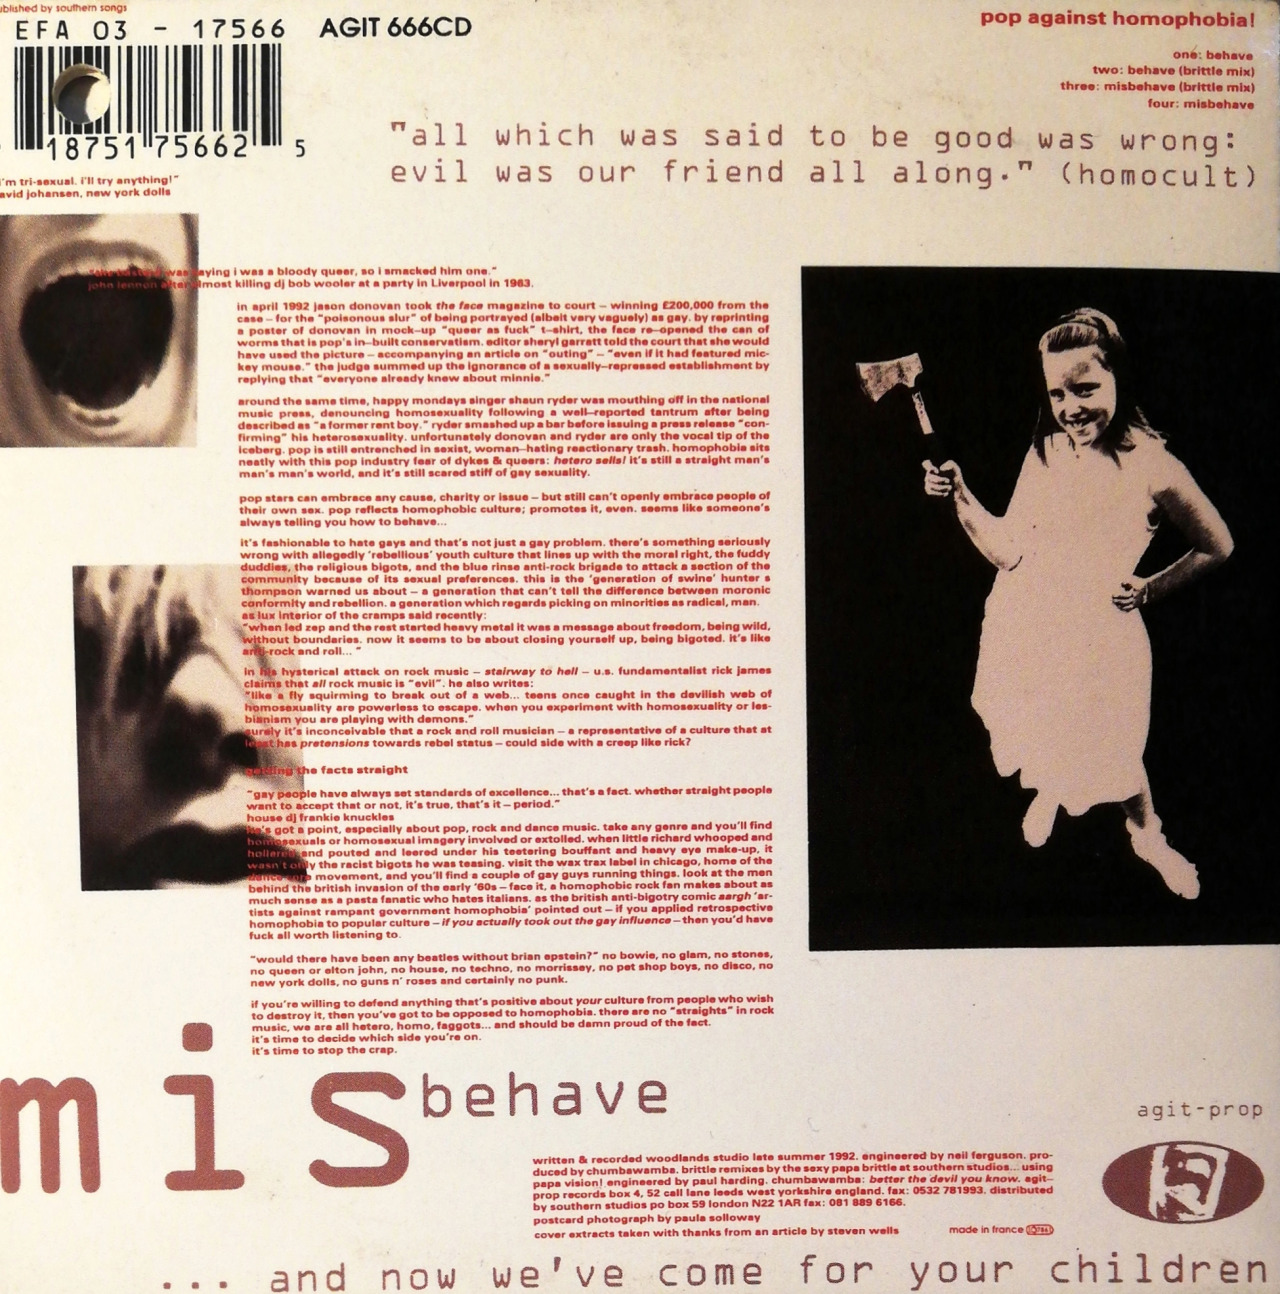 published by southern songs
EFA 03 - 17566 AGIT 666CD
18751 75662 5
pop against homophobia!
one: behave
two: behave (brittle mix)
three: misbehave (brittle mix)
four: misbehave
"all which was said to be good was wrong:
evil was our friend all along." (homocult)
i'm tri-sexual. i'll try anything!"
david johansen, new york dolls
was saying i was a bloody queer, so i smacked him one."
john lennon after almost killing dj bob wooler at a party in Liverpool in 1963.
in april 1992 jason donovan took the face magazine to court – winning £200,000 from the
case – for the "poisonous slur" of being portrayed (albeit very vaguely) as gay. by reprinting
a poster of donovan in mock–up "queer as fuck" t–shirt, the face re–opened the can of
worms that is pop's in–built conservatism. editor sheryl garratt told the court that she would
have used the picture – accompanying an article on "outing" – "even if it had featured mic-
key mouse." the judge summed up the ignorance of a sexually–repressed establishment by
replying that "everyone already knew about minnie."
around the same time, happy mondays singer shaun ryder was mouthing off in the national
music press, denouncing homosexuality following a well–reported tantrum after being
described as "a former rent boy." ryder smashed up a bar before issuing a press release "con-
firming" his heterosexuality. unfortunately donovan and ryder are only the vocal tip of the
iceberg. pop is still entrenched in sexist, woman–hating reactionary trash. homophobia sits
neatly with this pop industry fear of dykes & queers: hetero sells! it's still a straight man's
man's man's world, and it's still scared stiff of gay sexuality.
pop stars can embrace any cause, charity or issue – but still can't openly embrace people of
their own sex. pop reflects homophobic culture; promotes it, even. seems like someone's
always telling you how to behave...
it's fashionable to hate gays and that's not just a gay problem. there's something seriously
wrong with allegedly 'rebellious' youth culture that lines up with the moral right, the fuddy
duddies, the religious bigots, and the blue rinse anti-rock brigade to attack a section of the
community because of its sexual preferences. this is the 'generation of swine' hunter s
thompson warned us about – a generation that can't tell the difference between moronic
conformity and rebellion. a generation which regards picking on minorities as radical, man.
as lux interior of the cramps said recently:
"when led zep and the rest started heavy metal it was a message about freedom, being wild,
without boundaries. now it seems to be about closing yourself up, being bigoted. it's like
anti-rock and roll... "
in his hysterical attack on rock music – stairway to hell – u.s. fundamentalist rick james
claims that all rock music is "evil". he also writes:
"like a fly squirming to break out of a web... teens once caught in the devilish web of
homosexuality are powerless to escape. when you experiment with homosexuality or les-
bianism you are playing with demons."
surely it's inconceivable that a rock and roll musician – a representative of a culture that at
least has pretensions towards rebel status – could side with a creep like rick?
getting the facts straight
"gay people have always set standards of excellence... that's a fact. whether straight people
want to accept that or not, it's true, that's it – period."
house dj frankie knuckles
he's got a point, especially about pop, rock and dance music. take any genre and you'll find
homosexuals or homosexual imagery involved or extolled. when little richard whooped and
hollered and pouted and leered under his teetering bouffant and heavy eye make-up, it
wasn't only the racist bigots he was teasing. visit the wax trax label in chicago, home of the
dance-core movement, and you'll find a couple of gay guys running things. look at the men
behind the british invasion of the early '60s – face it, a homophobic rock fan makes about as
much sense as a pasta fanatic who hates italians. as the british anti-bigotry comic aargh 'ar-
tists against rampant government homophobia' pointed out – if you applied retrospective
homophobia to popular culture – if you actually took out the gay influence – then you'd have
fuck all worth listening to.
"would there have been any beatles without brian epstein?" no bowie, no glam, no stones,
no queen or elton john, no house, no techno, no morrissey, no pet shop boys, no disco, no
new york dolls, no guns n' roses and certainly no punk.
if you're willing to defend anything that's positive about your culture from people who wish
to destroy it, then you've got to be opposed to homophobia. there are no "straights" in rock
music, we are all hetero, homo, faggots... and should be damn proud of the fact.
it's time to decide which side you're on.
it's time to stop the crap.
misbehave
agit-prop
written & recorded woodlands studio late summer 1992. engineered by neil ferguson. pro-
duced by chumbawamba. brittle remixes by the sexy papa brittle at southern studios... using
papa vision! engineered by paul harding. chumbawamba: better the devil you know. agit–
prop records box 4, 52 call lane leeds west yorkshire england. fax: 0532 781993. distributed
by southern studios po box 59 london N22 1AR fax: 081 889 6166.
postcard photograph by paula solloway
cover extracts taken with thanks from an article by steven wells made in france
... and now we've come for your children